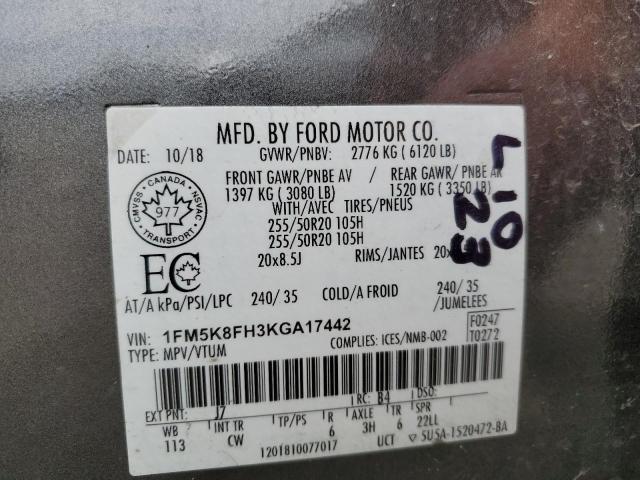 MFD. BY FORD MOTOR CO.
DATE: 10/18 GVWR/PNBV: 2776 KG ( 6120 LB)
FRONT GAWR/PNBE AV / REAR GAWR/ PNBE AR
1397 KG ( 3080 LB) 1520 KG ( 3350 LB)
WITH/AVEC TIRES/PNEUS
255/50R20 105H
255/50R20 105H
20x8.5J RIMS/JANTES 20
CMVSS · CANADA · NSVAC
977
TRANSPORT
EC
AT/A kPa/PSI/LPC 240/ 35 COLD/A FROID 240/ 35
/JUMELEES
VIN: 1FM5K8FH3KGA17442 F0247
TYPE: MPV/VTUM COMPLIES: ICES/NMB-002 T0272
EXT PNT: J7 RC: B4 DSO:
WB INT TR TP/PS R AXLE TR SPR
113 CW 6 3H 6 22LL
1201810077017 UCT 5U5A-1520472-BA
L10
23